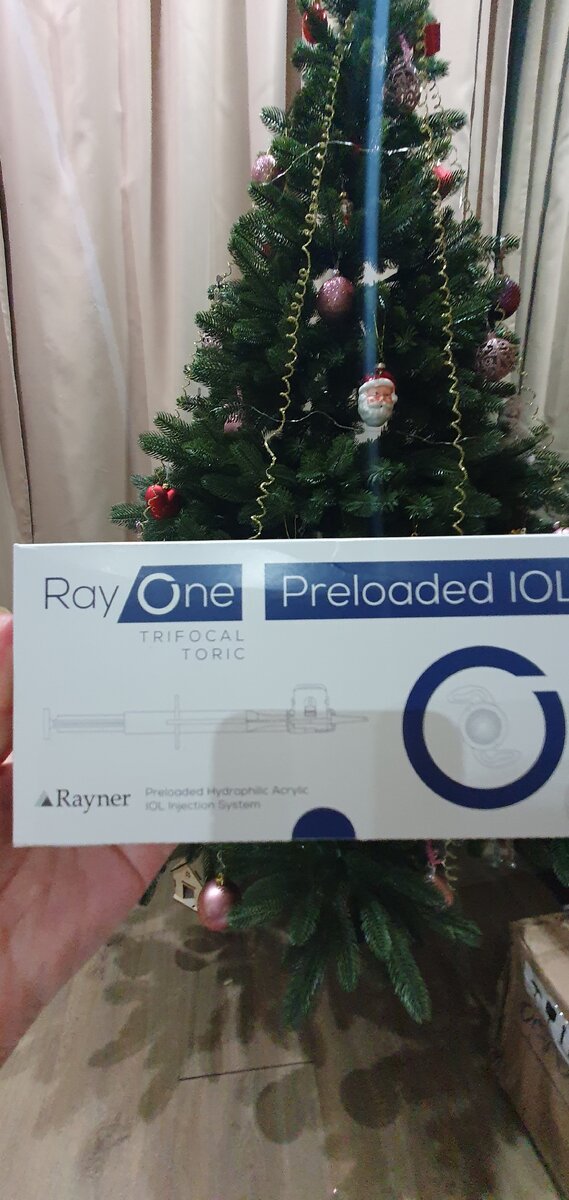 RayOne Preloaded IOL
TRIFOCAL
TORIC
Rayner
Preloaded Hydrophilic Acrylic
IOL Injection System